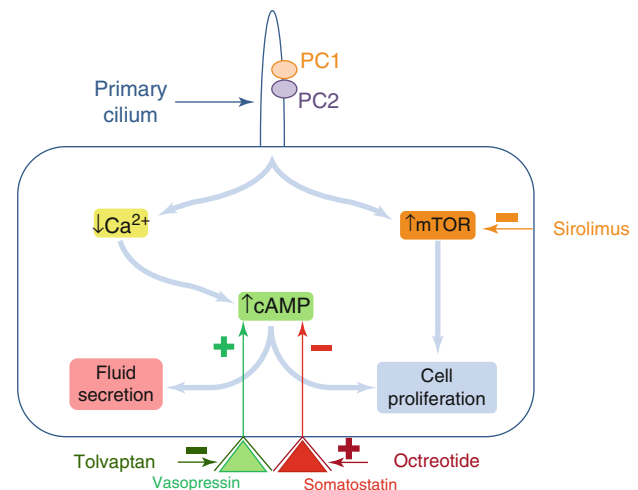 PC1
Primary
cilium
PC2
↓Ca²⁺
↑mTOR
−
Sirolimus
↑cAMP
+
−
Fluid
secretion
Cell
proliferation
Tolvaptan
−
+
Octreotide
Vasopressin
Somatostatin